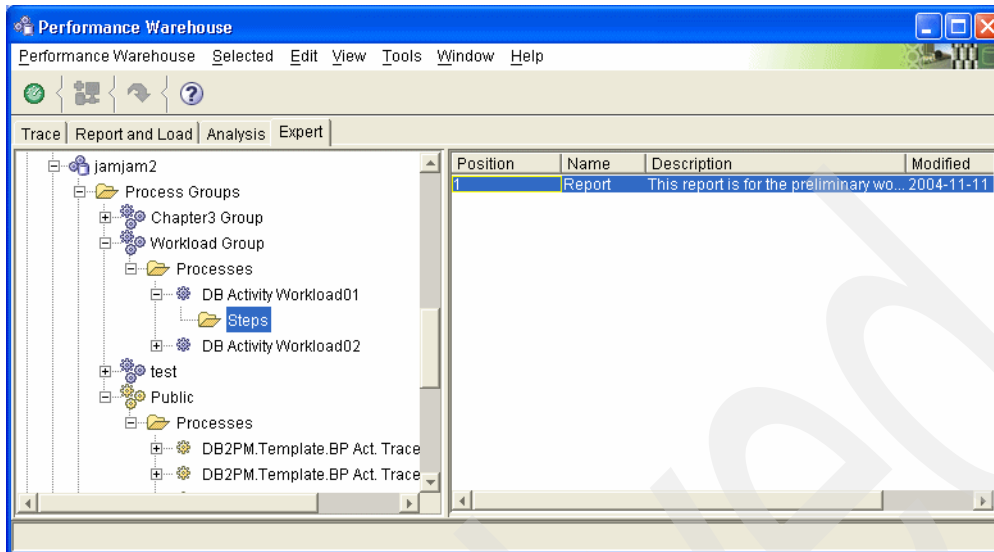 Performance Warehouse
Performance Warehouse Selected Edit View Tools Window Help
Trace Report and Load Analysis Expert
jamjam2
Process Groups
Chapter3 Group
Workload Group
Processes
DB Activity Workload01
Steps
DB Activity Workload02
test
Public
Processes
DB2PM.Template.BP Act. Trace
DB2PM.Template.BP Act. Trace
Position Name Description Modified
1 Report This report is for the preliminary wo... 2004-11-11